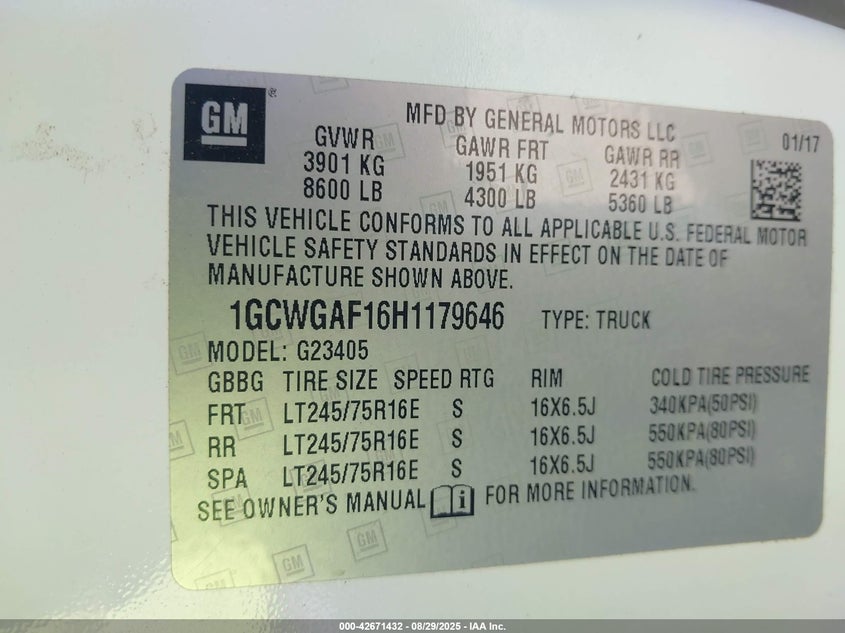 GM ®
MFD BY GENERAL MOTORS LLC
01/17
GVWR GAWR FRT GAWR RR
3901 KG 1951 KG 2431 KG
8600 LB 4300 LB 5360 LB
THIS VEHICLE CONFORMS TO ALL APPLICABLE U.S. FEDERAL MOTOR
VEHICLE SAFETY STANDARDS IN EFFECT ON THE DATE OF
MANUFACTURE SHOWN ABOVE.
1GCWGAF16H1179646 TYPE: TRUCK
MODEL: G23405
GBBG TIRE SIZE SPEED RTG RIM COLD TIRE PRESSURE
FRT LT245/75R16E S 16X6.5J 340KPA(50PSI)
RR LT245/75R16E S 16X6.5J 550KPA(80PSI)
SPA LT245/75R16E S 16X6.5J 550KPA(80PSI)
SEE OWNER'S MANUAL i FOR MORE INFORMATION.
000-42671432 - 08/29/2025 - IAA Inc.